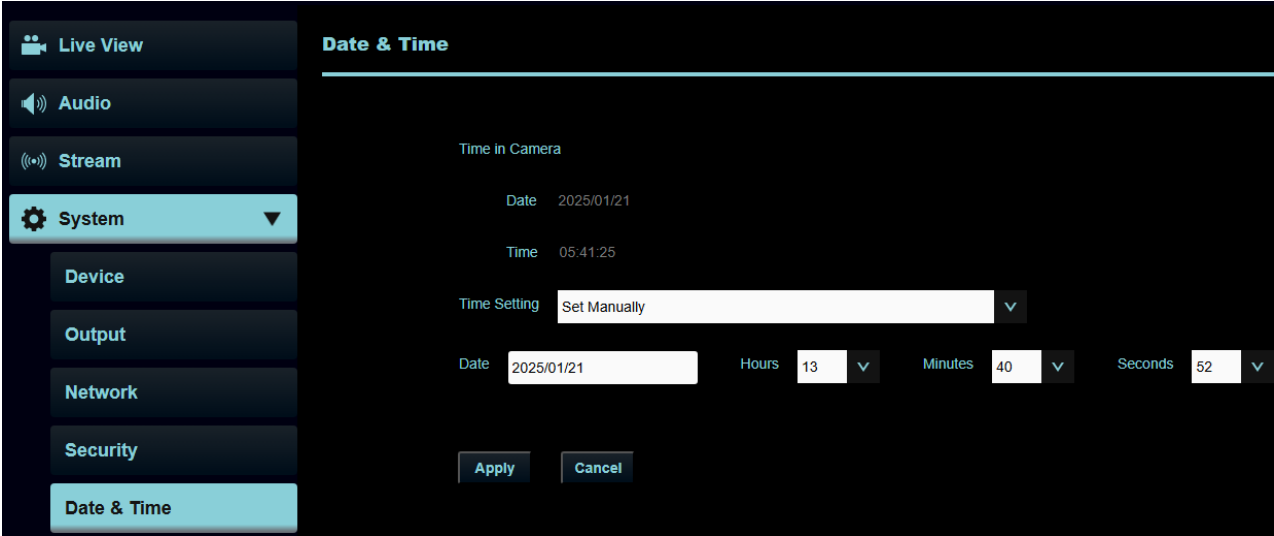 Live View
Audio
Stream
System
Device
Output
Network
Security
Date & Time
Date & Time
Time in Camera
Date 2025/01/21
Time 05:41:25
Time Setting Set Manually
Date 2025/01/21 Hours 13 Minutes 40 Seconds 52
Apply Cancel